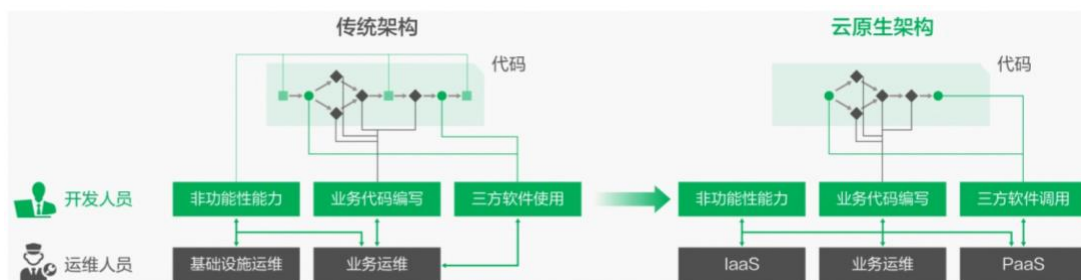 传统架构
云原生架构
代码
代码
开发人员
非功能性能力
业务代码编写
三方软件使用
非功能性能力
业务代码编写
三方软件调用
运维人员
基础设施运维
业务运维
IaaS
业务运维
PaaS